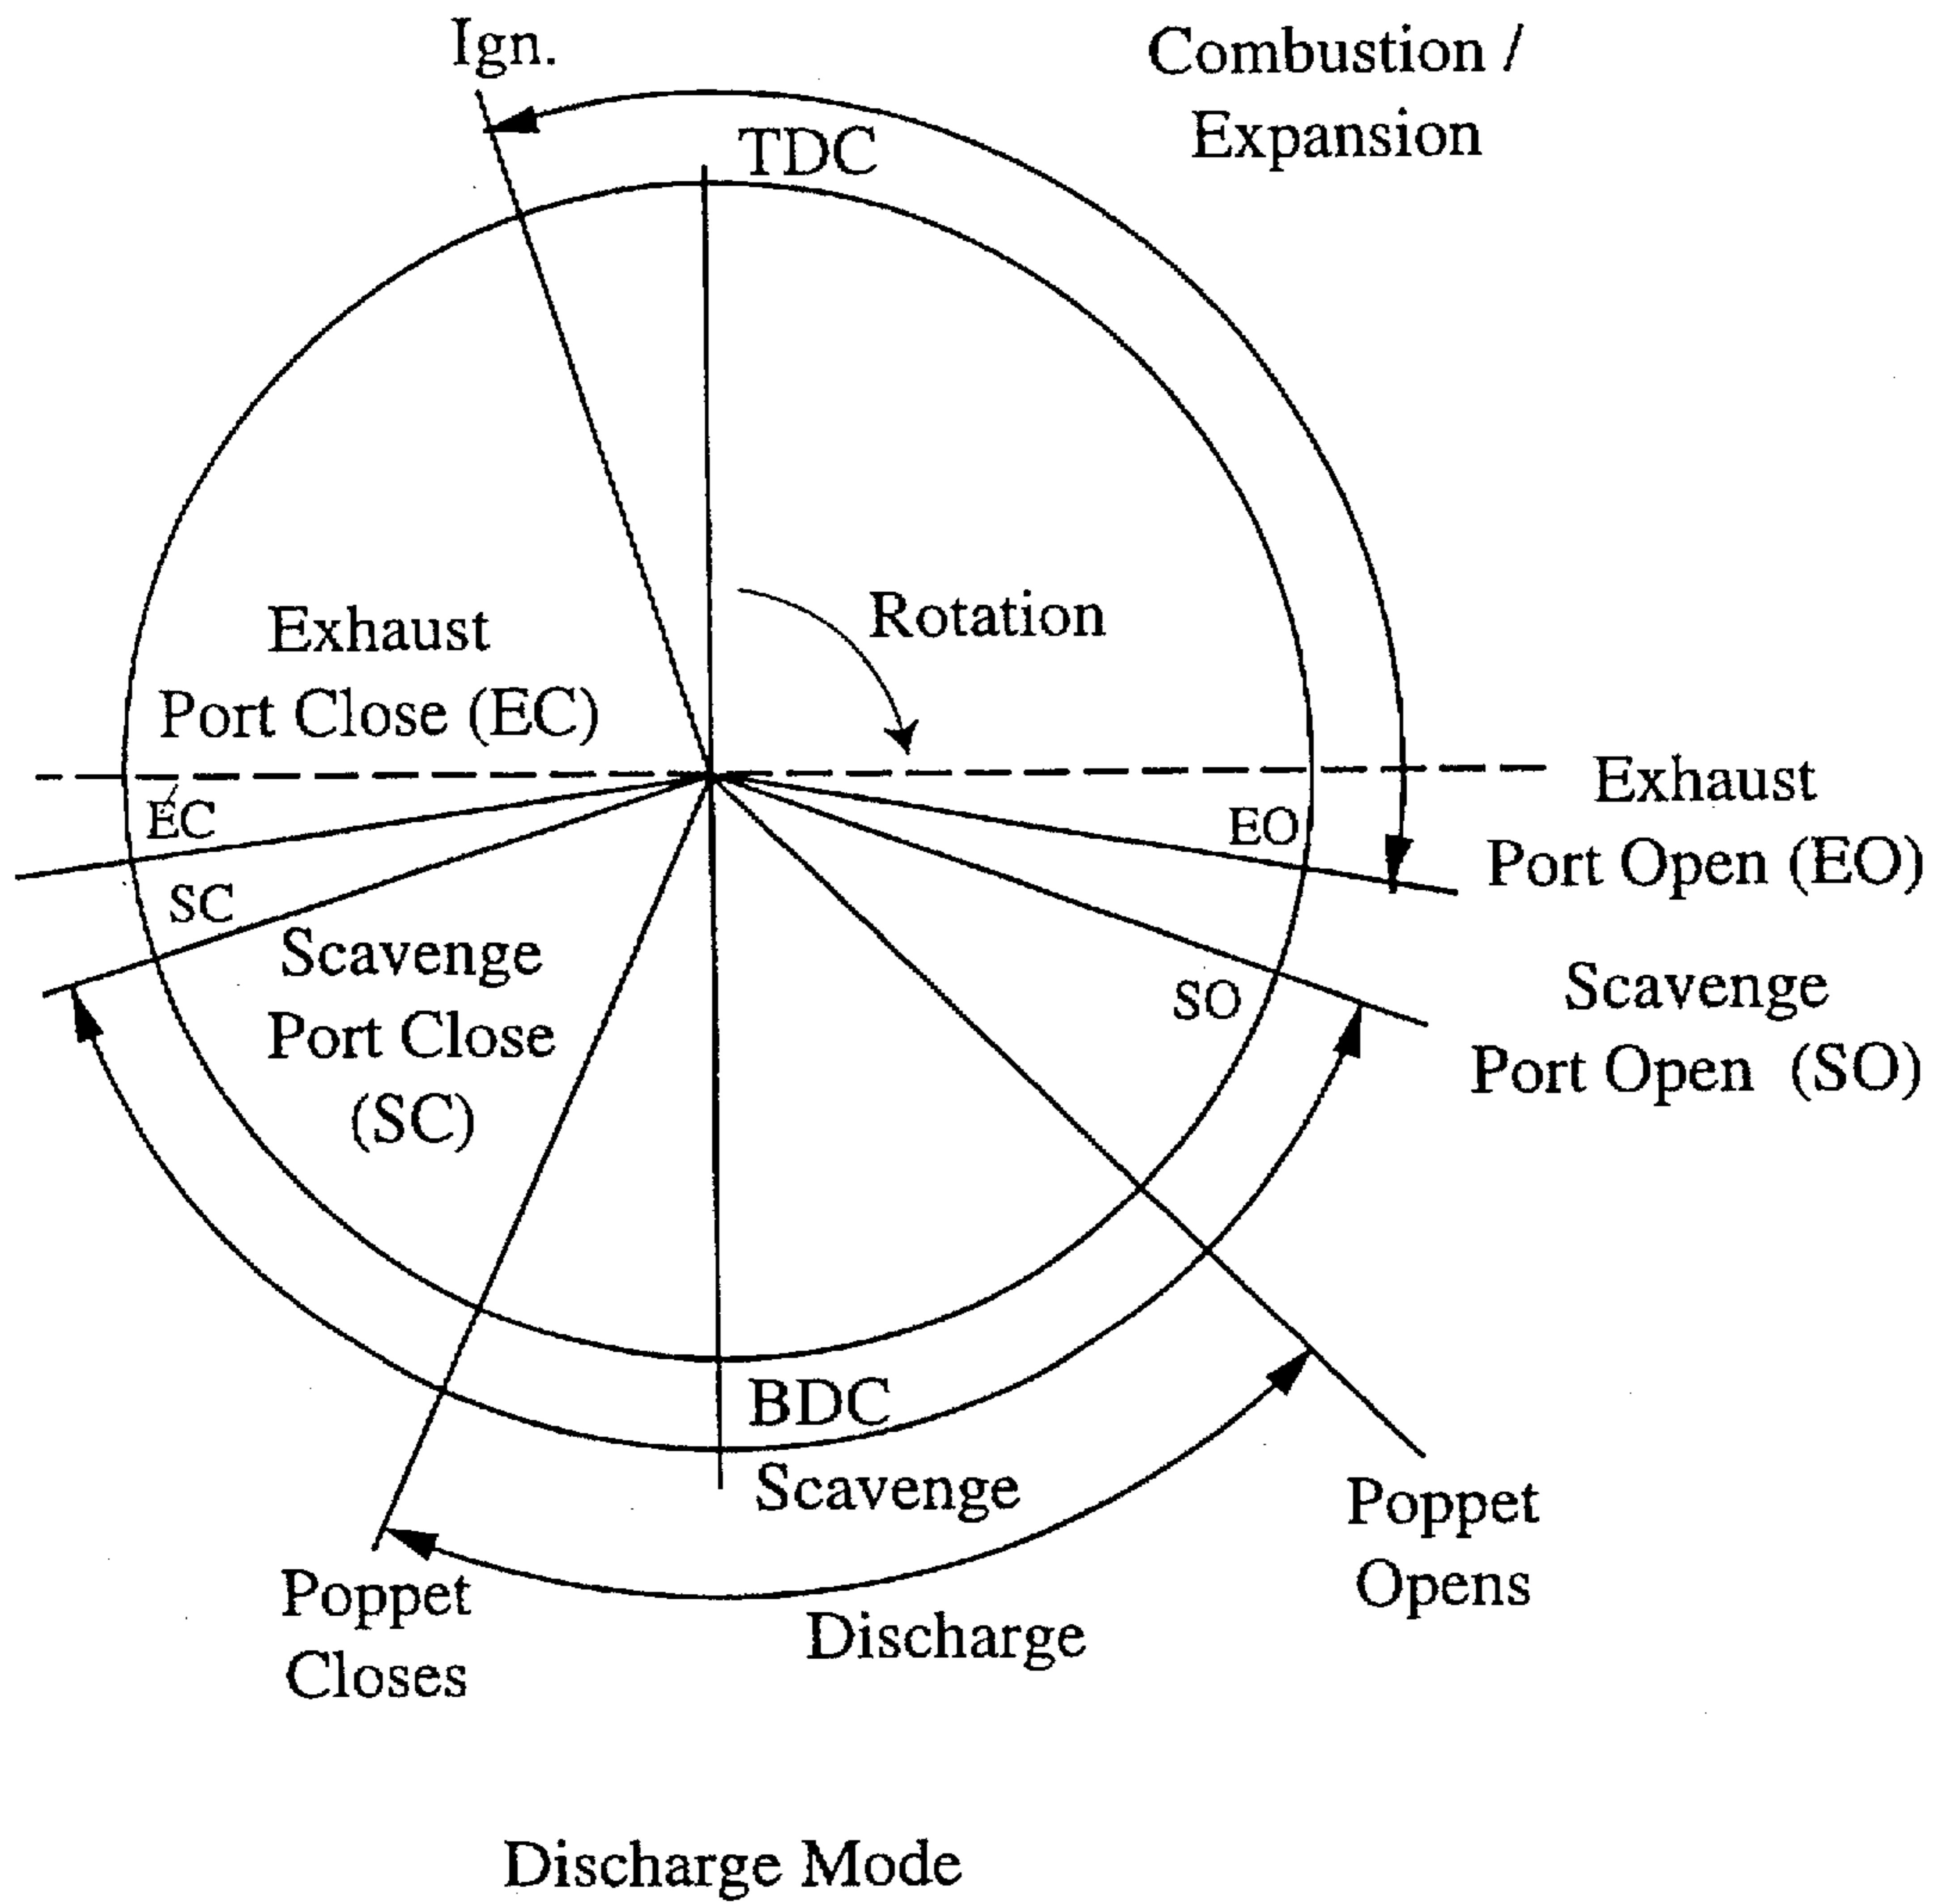 Ign.
Combustion /
Expansion
TDC
Rotation
Exhaust
Port Close (EC)
EC
SC
Scavenge
Port Close
(SC)
EO
Exhaust
Port Open (EO)
SO
Scavenge
Port Open (SO)
BDC
Scavenge
Poppet
Opens
Poppet
Closes
Discharge
Discharge Mode